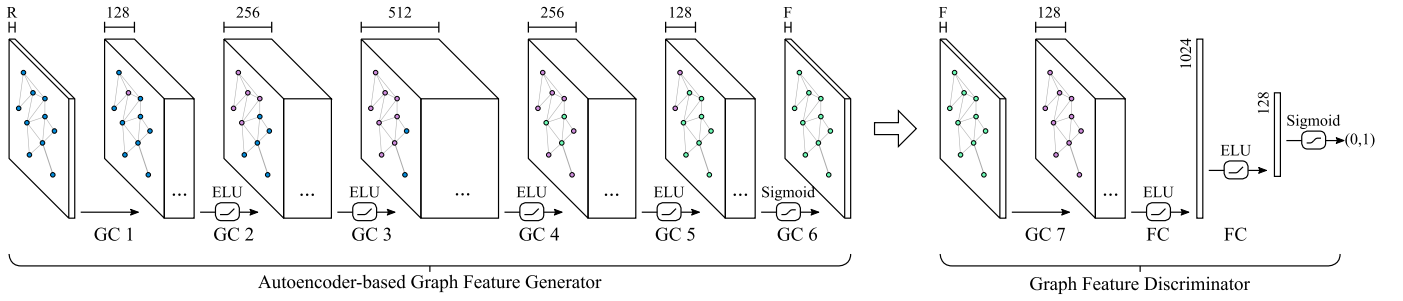 R 128 256 512 256 128 F F 128
1024
128
Sigmoid
(0,1)
ELU
... ... ... ... ... ...
ELU ELU ELU ELU Sigmoid ELU
GC 1 GC 2 GC 3 GC 4 GC 5 GC 6 GC 7 FC FC
Autoencoder-based Graph Feature Generator
Graph Feature Discriminator